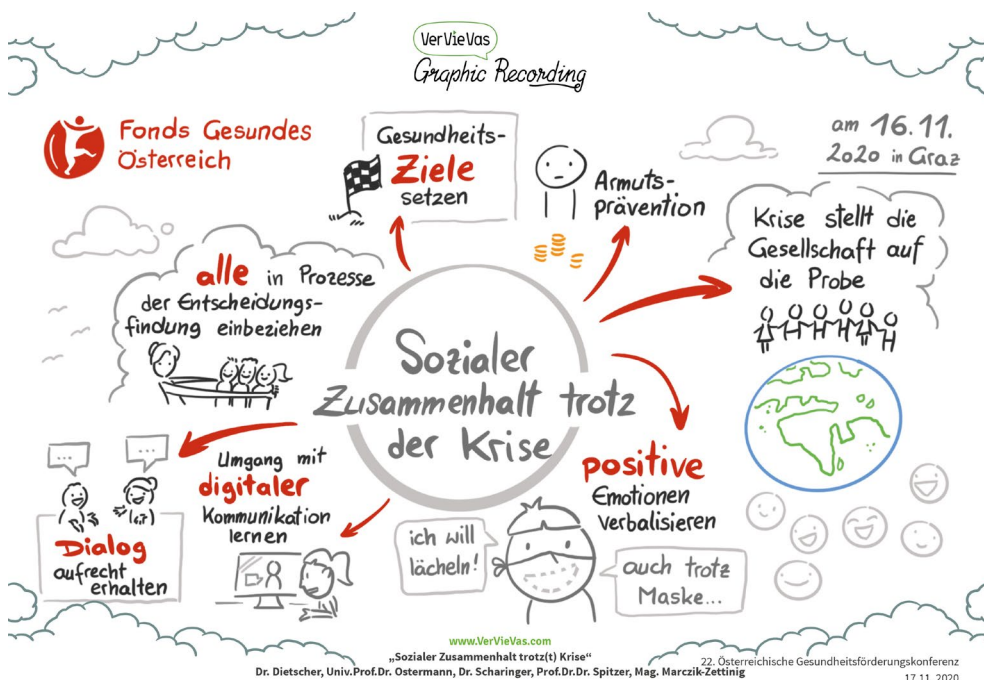 VerVieVas
Graphic Recording
Fonds Gesundes
Österreich
Gesundheits-
Ziele
setzen
Armuts-
prävention
am 16.11.
2020 in Graz
Krise stellt die
Gesellschaft auf
die Probe
alle in Prozesse
der Entscheidungs-
findung einbeziehen
Sozialer
Zusammenhalt trotz
der Krise
...
...
Dialog
aufrecht
erhalten
Umgang mit
digitaler
Kommunikation
lernen
positive
Emotionen
verbalisieren
ich will
lächeln!
auch trotz
Maske...
www.VerVieVas.com
„Sozialer Zusammenhalt trotz(t) Krise“
Dr. Dietscher, Univ.Prof.Dr. Ostermann, Dr. Scharinger, Prof.Dr.Dr. Spitzer, Mag. Marczik-Zettinig
22. Österreichische Gesundheitsförderungskonferenz
17.11. 2020